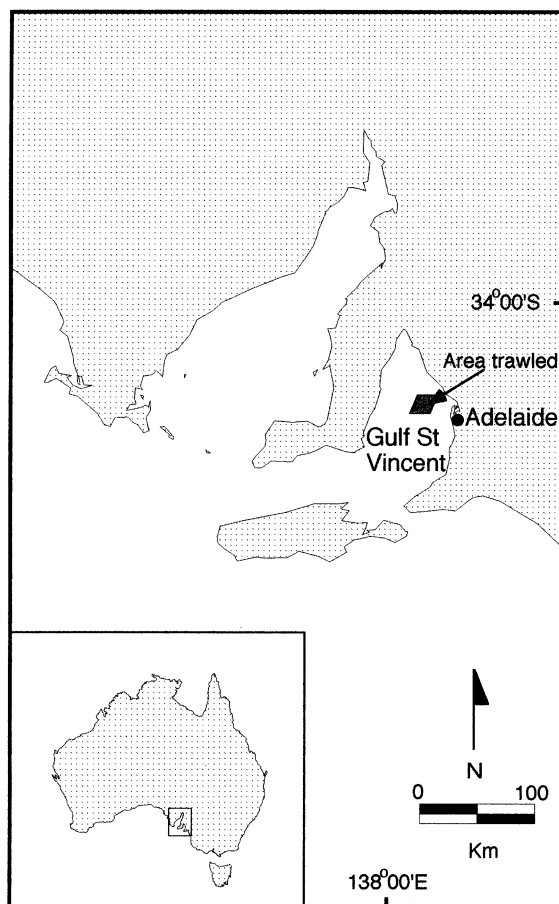 34°00'S
Area trawled
Adelaide
Gulf St
Vincent
N
0 100
Km
138°00'E